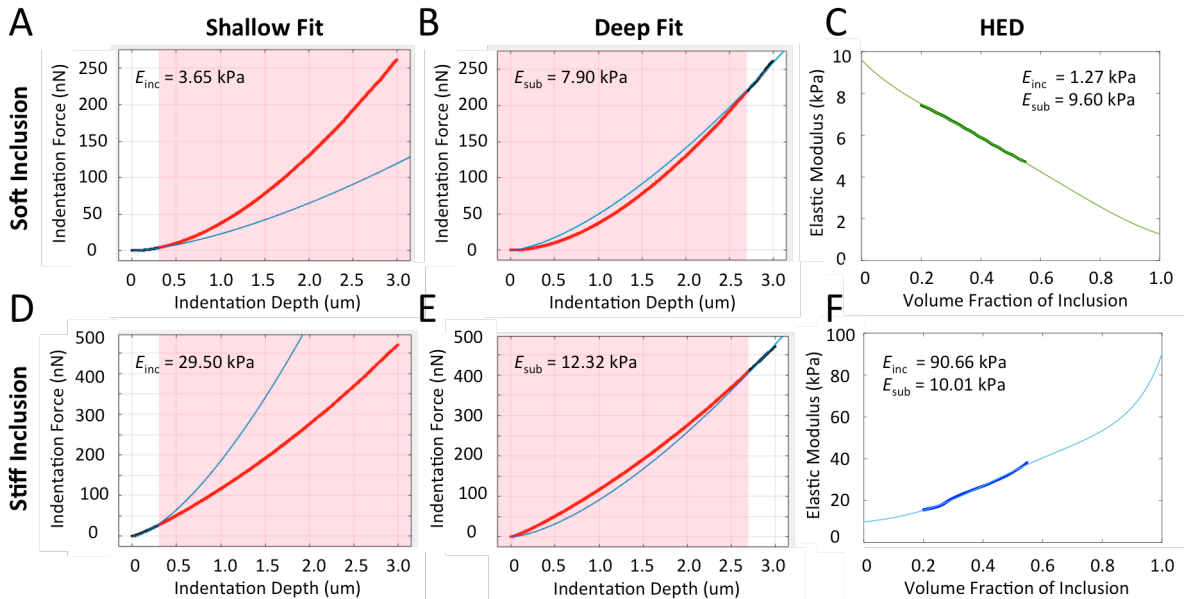 A
Shallow Fit
B
Deep Fit
C
HED
Soft Inclusion
Indentation Force (nN)
250
200
150
100
50
0
E_inc = 3.65 kPa
0
0.5
1.0
1.5
2.0
2.5
3.0
Indentation Depth (um)
Indentation Force (nN)
250
200
150
100
50
0
E_sub = 7.90 kPa
0
0.5
1.0
1.5
2.0
2.5
3.0
Indentation Depth (um)
Elastic Modulus (kPa)
10
8
6
4
2
0
E_inc = 1.27 kPa
E_sub = 9.60 kPa
0
0.2
0.4
0.6
0.8
1.0
Volume Fraction of Inclusion
D
E
F
Stiff Inclusion
Indentation Force (nN)
500
400
300
200
100
0
E_inc = 29.50 kPa
0
0.5
1.0
1.5
2.0
2.5
3.0
Indentation Depth (um)
Indentation Force (nN)
500
400
300
200
100
0
E_sub = 12.32 kPa
0
0.5
1.0
1.5
2.0
2.5
3.0
Indentation Depth (um)
Elastic Modulus (kPa)
100
80
60
40
20
0
E_inc = 90.66 kPa
E_sub = 10.01 kPa
0
0.2
0.4
0.6
0.8
1.0
Volume Fraction of Inclusion